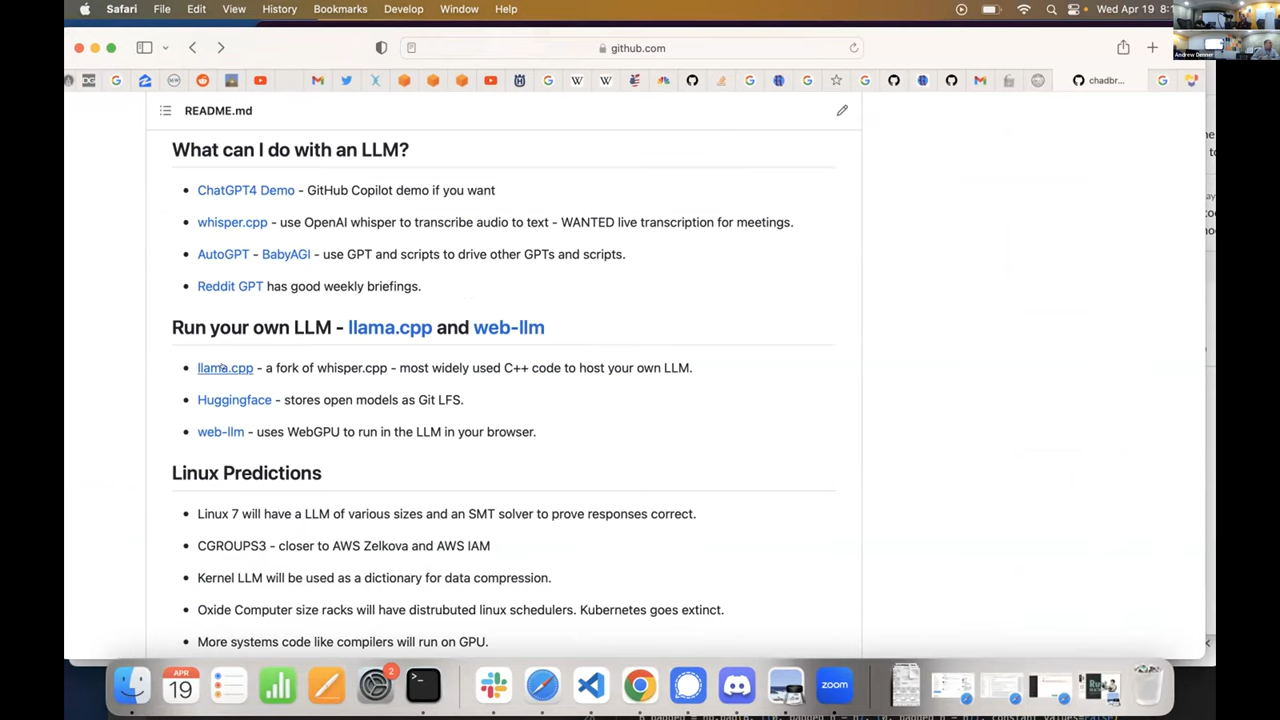 Safari File Edit View History Bookmarks Develop Window Help
Wed Apr 19 8:1
Andrew Denner
github.com
chadbr...
README.md
What can I do with an LLM?
ChatGPT4 Demo - GitHub Copilot demo if you want
whisper.cpp - use OpenAI whisper to transcribe audio to text - WANTED live transcription for meetings.
AutoGPT - BabyAGI - use GPT and scripts to drive other GPTs and scripts.
Reddit GPT has good weekly briefings.
Run your own LLM - llama.cpp and web-llm
llama.cpp - a fork of whisper.cpp - most widely used C++ code to host your own LLM.
Huggingface - stores open models as Git LFS.
web-llm - uses WebGPU to run in the LLM in your browser.
Linux Predictions
Linux 7 will have a LLM of various sizes and an SMT solver to prove responses correct.
CGROUPS3 - closer to AWS Zelkova and AWS IAM
Kernel LLM will be used as a dictionary for data compression.
Oxide Computer size racks will have distrubuted linux schedulers. Kubernetes goes extinct.
More systems code like compilers will run on GPU.
APR
19
2
zoom